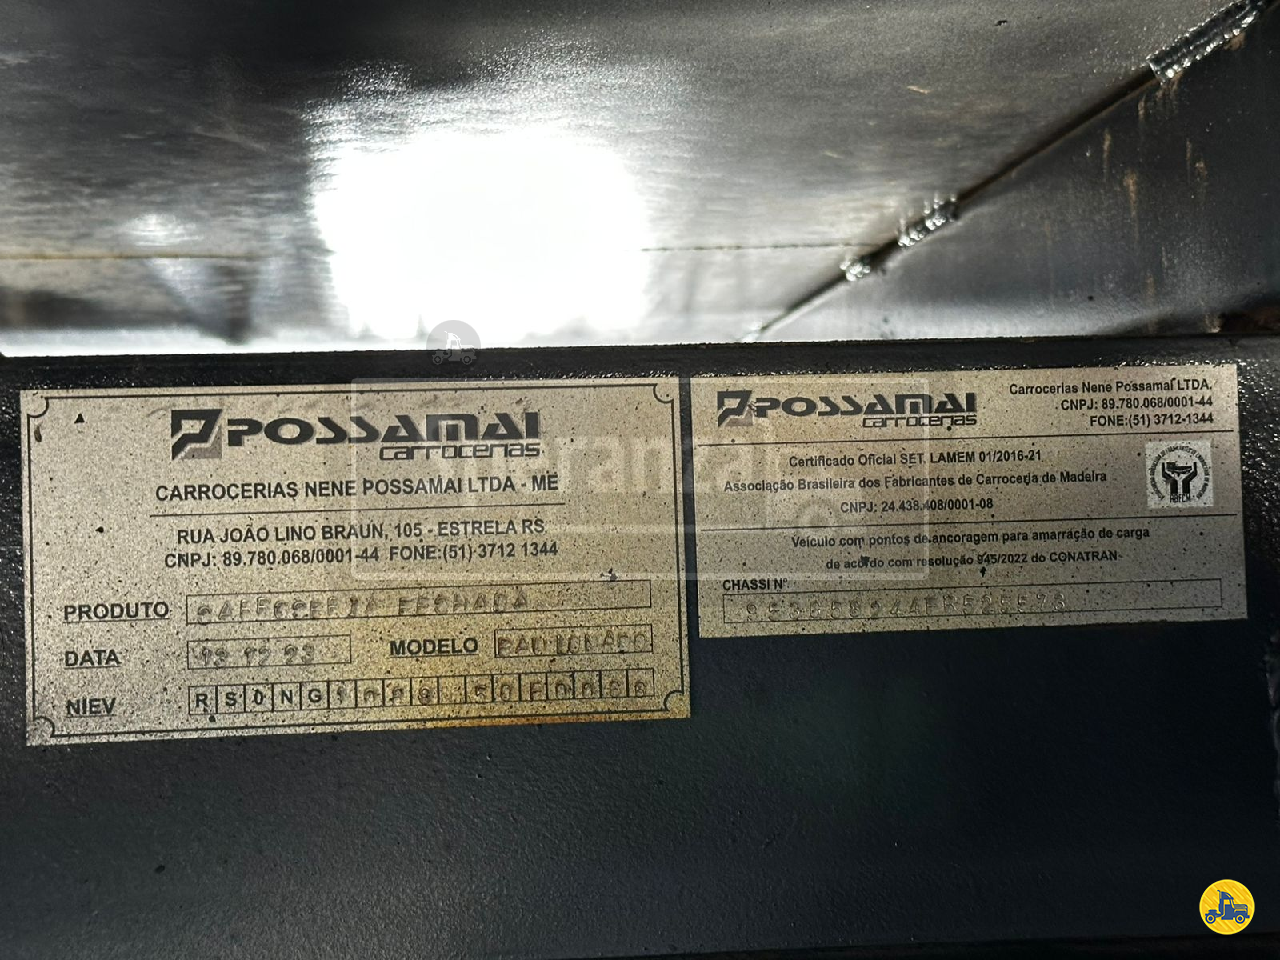 POSSAMAI
carrocerias
CARROCERIAS NENE POSSAMAI LTDA - ME
RUA JOÃO LINO BRAUN, 105 - ESTRELA RS
CNPJ: 89.780.068/0001-44 FONE:(51) 3712 1344
PRODUTO CARROCERIA FECHADA
DATA
MODELO
NIEV
POSSAMAI
carrocerias
Carrocerias Nene Possamai LTDA.
CNPJ: 89.780.068/0001-44
FONE:(51) 3712-1344
Certificado Oficial SET. LAMEM 01/2016-21
Associação Brasileira dos Fabricantes de Carroceria de Madeira
CNPJ: 24.438.408/0001-08
Veículo com pontos de ancoragem para amarração de carga
de acordo com resolução 945/2022 do CONATRAN
CHASSI Nº